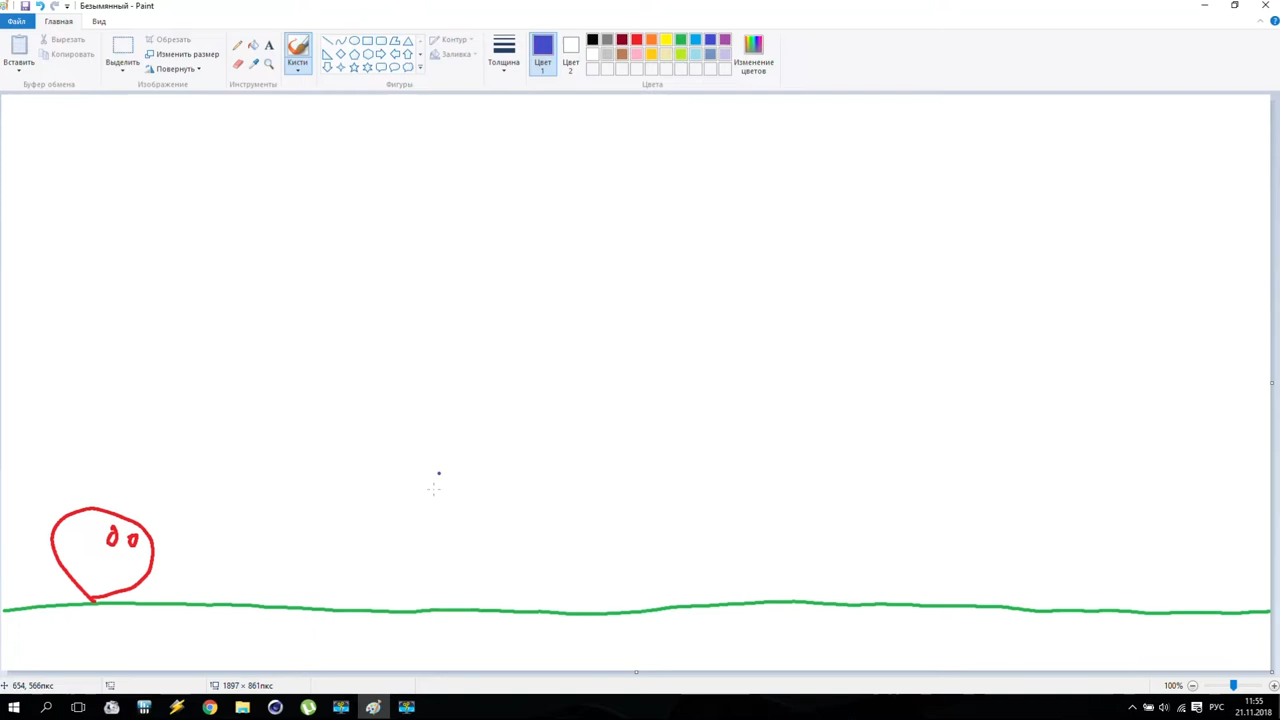 Безымянный - Paint
Файл Главная Вид
Вставить
Вырезать
Копировать
Буфер обмена
Выделить
Обрезать
Изменить размер
Повернуть
Изображение
A
Инструменты
Кисти
Контур
Заливка
Фигуры
Толщина
Цвет
1
Цвет
2
Изменение
цветов
Цвета
654, 566пкс
1897 × 861пкс
100%
РУС
11:55
21.11.2018